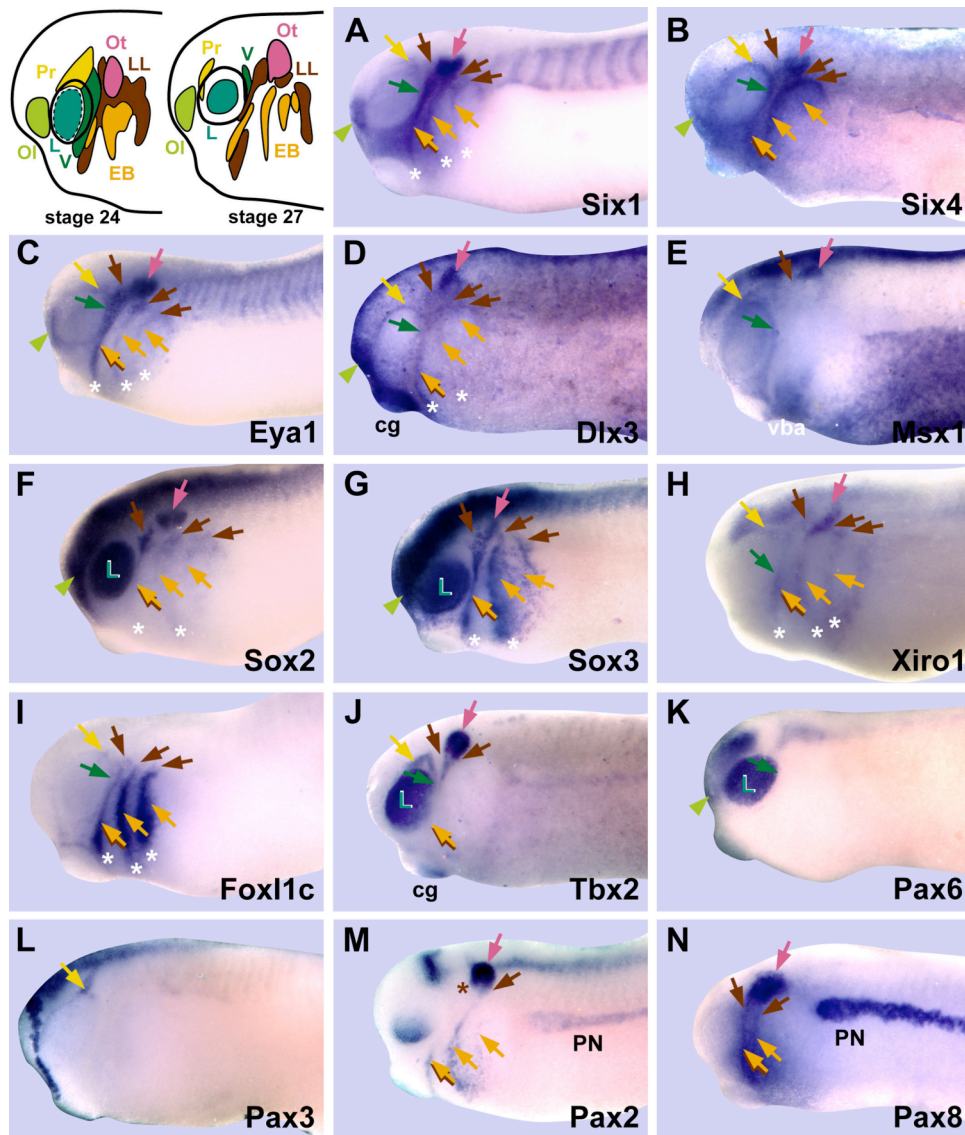 Ot
V
Ot
Pr
LL
Pr
LL
Ol
L
V
EB
L
Ol
EB
stage 24
stage 27
A
Six1
* * *
B
Six4
C
* * *
Eya1
D
* *
cg
Dlx3
E
vba
Msx1
F
L
* *
Sox2
G
L
* *
Sox3
H
* * *
Xiro1
I
* * *
FoxI1c
J
L
cg
Tbx2
K
L
Pax6
L
Pax3
M
*
PN
Pax2
N
PN
Pax8